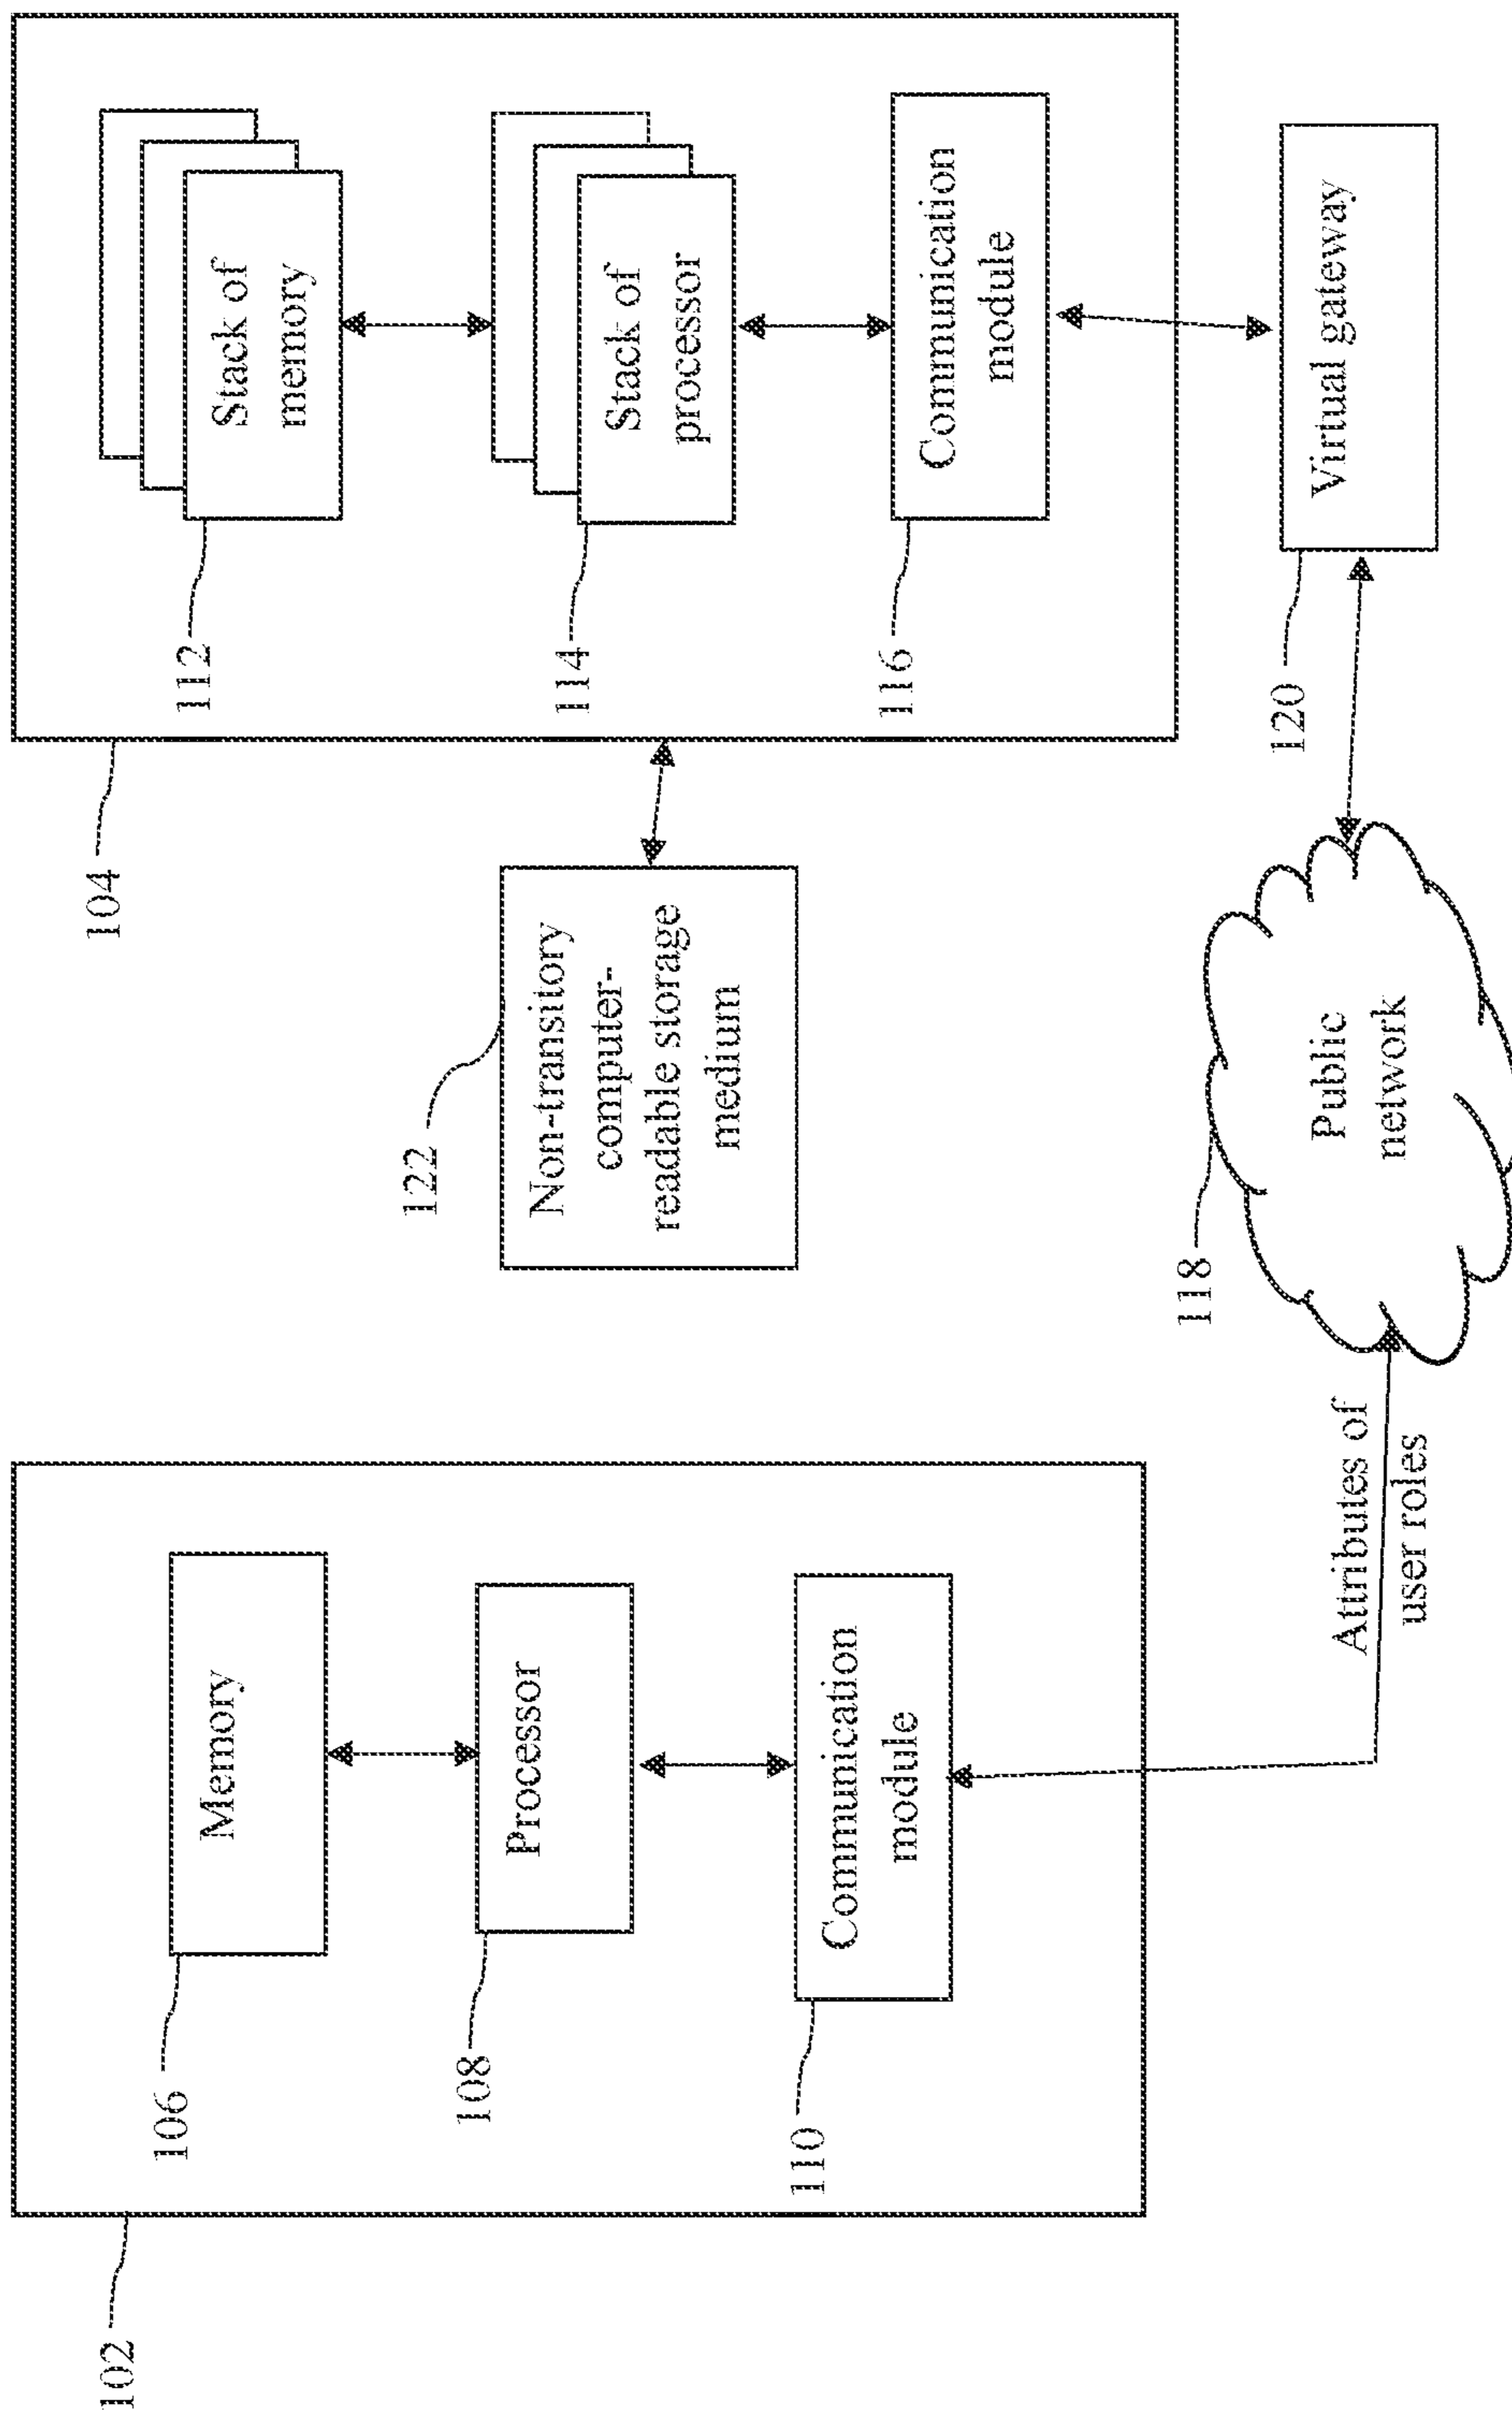 102
106
Memory
108
Processor
110
Communication
module
Attributes of
user roles
118
Public
network
122
Non-transitory
computer-
readable storage
medium
104
112
Stack of
memory
114
Stack of
processor
116
Communication
module
120
Virtual gateway